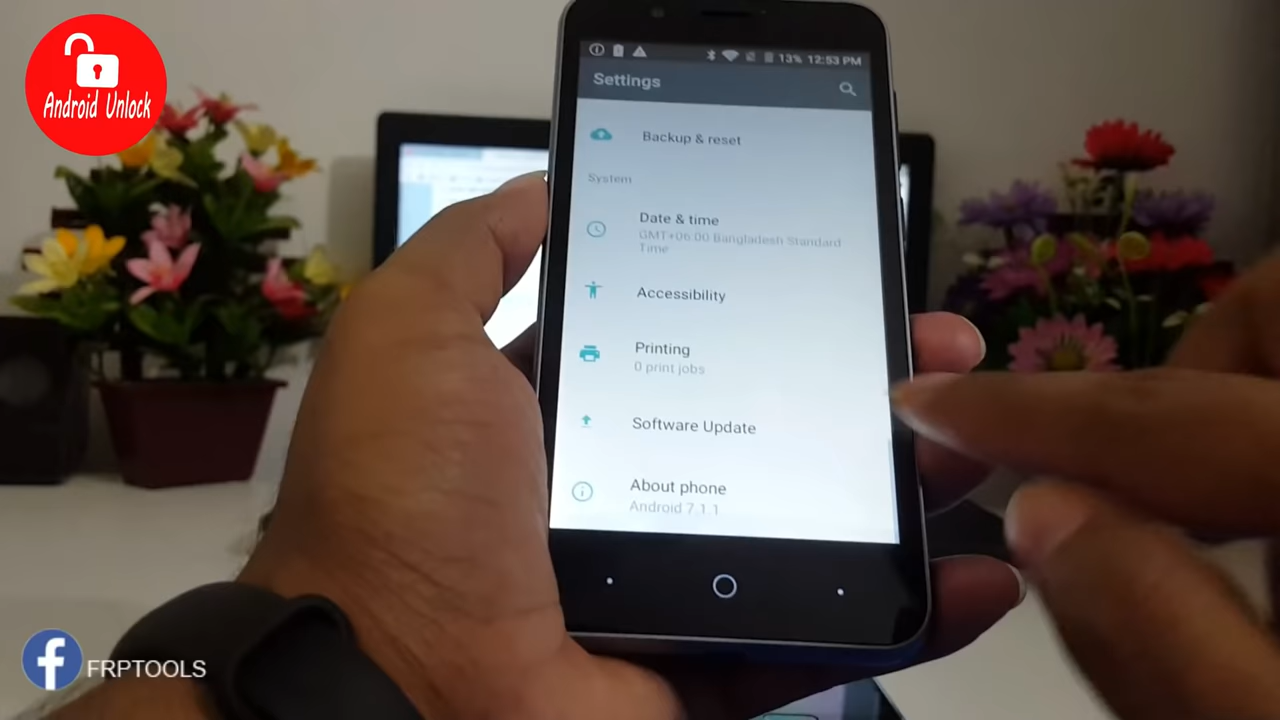 Android Unlock
13% 12:53 PM
Settings
Backup & reset
System
Date & time
GMT+06:00 Bangladesh Standard
Time
Accessibility
Printing
0 print jobs
Software Update
About phone
Android 7.1.1
f FRPTOOLS